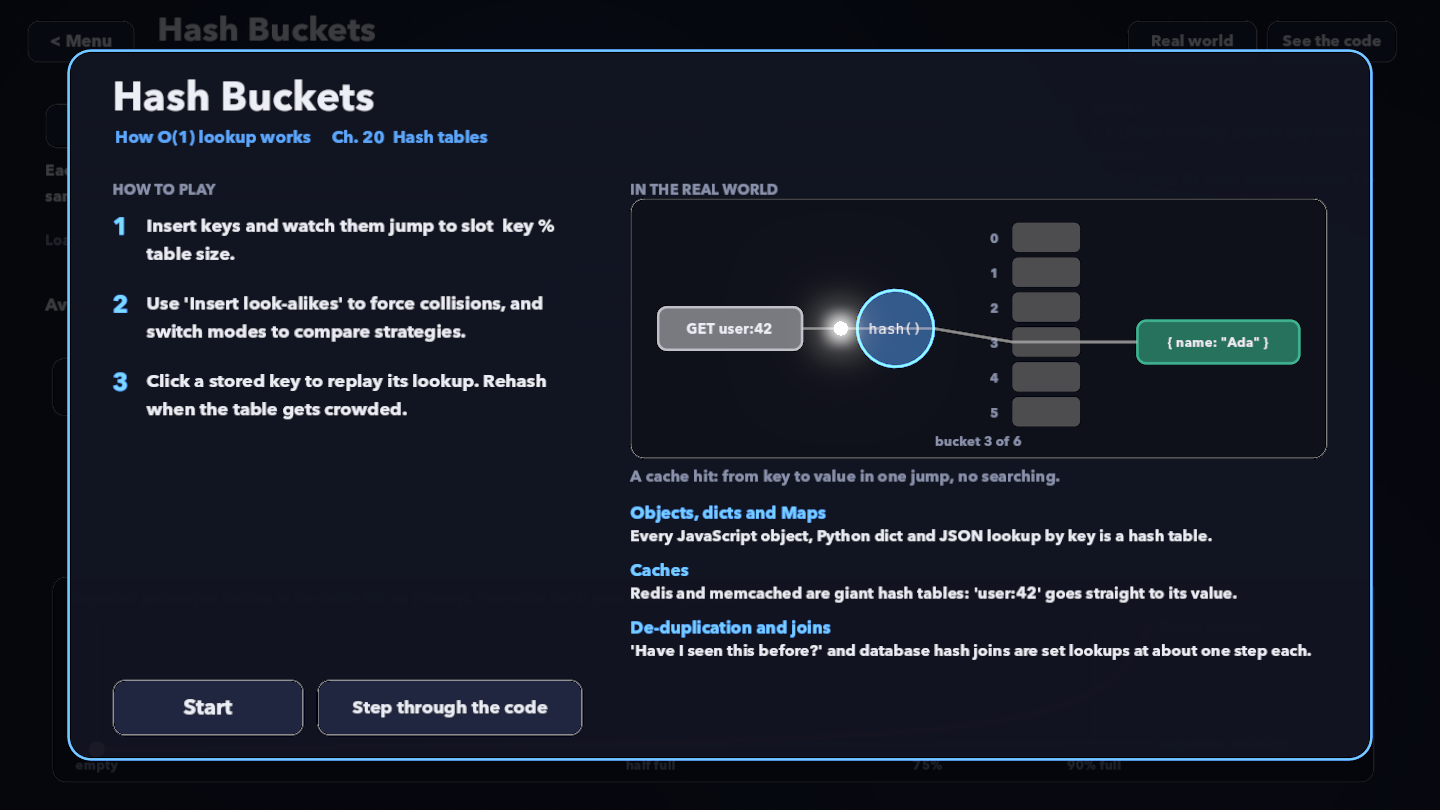 < Menu
Hash Buckets
Real world
See the code
Hash Buckets
How O(1) lookup works
Ch. 20 Hash tables
HOW TO PLAY
1
Insert keys and watch them jump to slot key %
table size.
2
Use 'Insert look-alikes' to force collisions, and
switch modes to compare strategies.
3
Click a stored key to replay its lookup. Rehash
when the table gets crowded.
IN THE REAL WORLD
GET user:42
hash()
0
1
2
3
4
5
{ name: "Ada" }
bucket 3 of 6
A cache hit: from key to value in one jump, no searching.
Objects, dicts and Maps
Every JavaScript object, Python dict and JSON lookup by key is a hash table.
Caches
Redis and memcached are giant hash tables: 'user:42' goes straight to its value.
De-duplication and joins
'Have I seen this before?' and database hash joins are set lookups at about one step each.
Start
Step through the code
empty
half full
75%
90% full